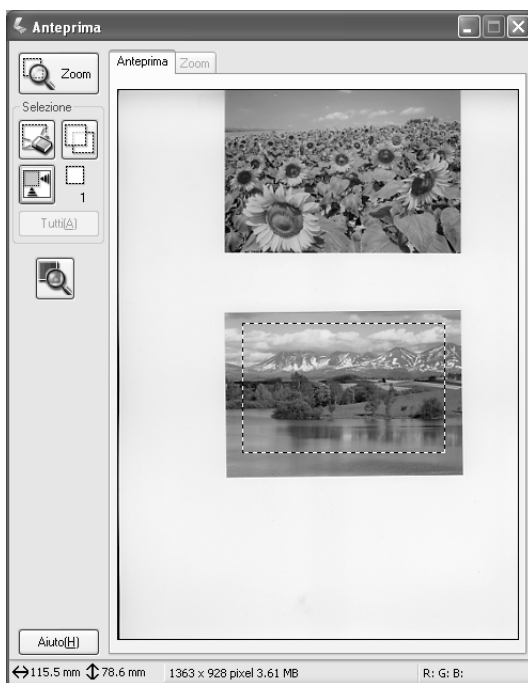 Anteprima
Zoom
Anteprima Zoom
Selezione
1
Tutti(A)
Aiuto(H)
115.5 mm 78.6 mm 1363 x 928 pixel 3.61 MB R: G: B: